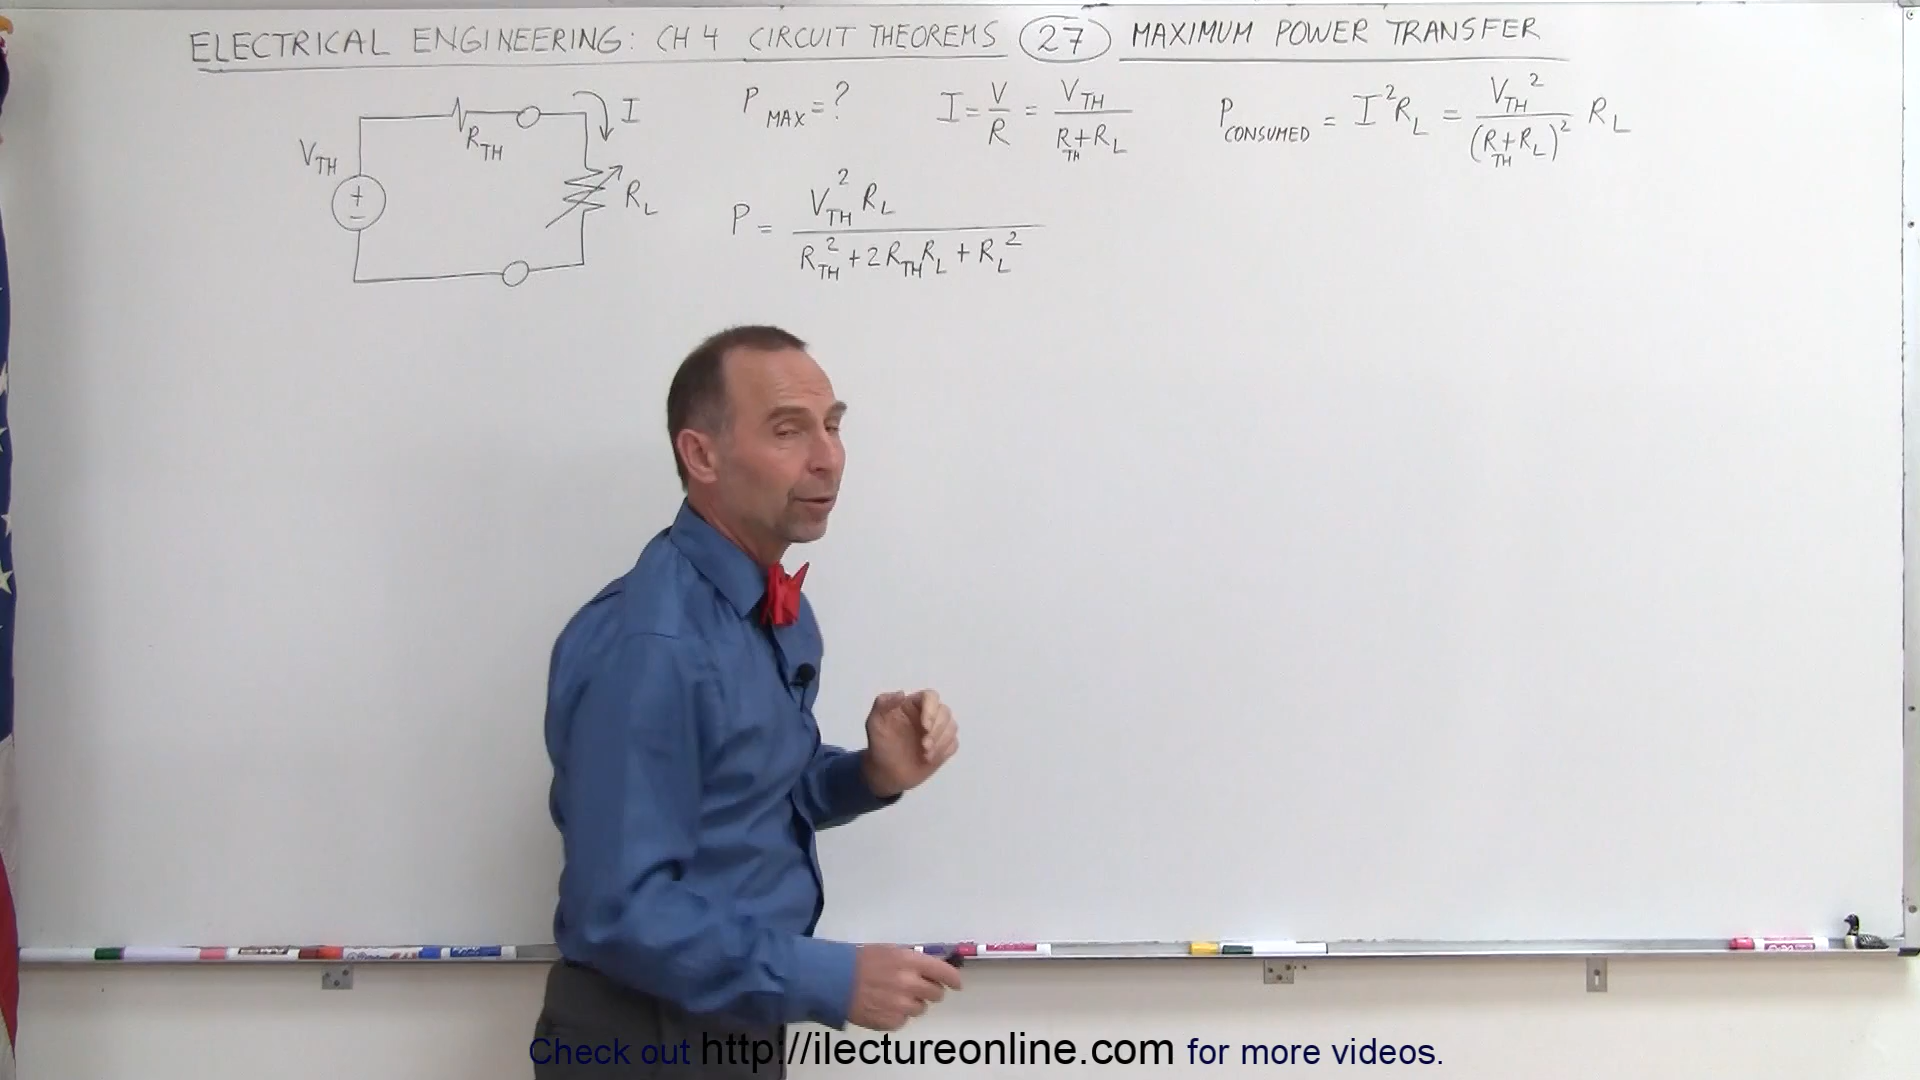 ELECTRICAL ENGINEERING: CH 4 CIRCUIT THEOREMS 27 MAXIMUM POWER TRANSFER
V_TH + − R_TH I R_L
P_MAX = ?
I = V/R = V_TH/(R_TH + R_L)
P_CONSUMED = I²R_L = V_TH²/(R_TH + R_L)² R_L
P = V_TH² R_L/(R_TH² + 2R_TH R_L + R_L²)
Check out http://ilectureonline.com for more videos.